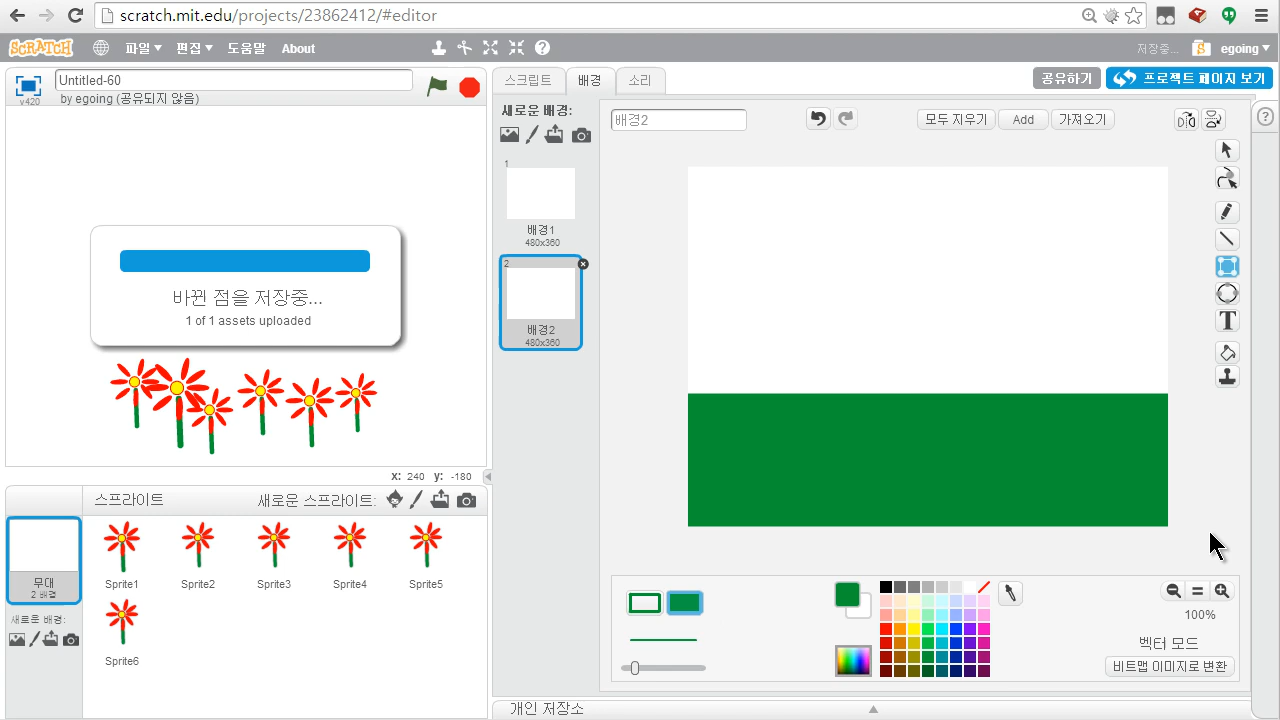 scratch.mit.edu/projects/23862412/#editor
SCRATCH 파일 편집 도움말 About 저장중... S egoing
v420 Untitled-60
by egoing (공유되지 않음)
스크립트 배경 소리 공유하기 프로젝트 페이지 보기
새로운 배경:
배경2 모두 지우기 Add 가져오기 ?
1
배경1
480x360
2
배경2
480x360
바뀐 점을 저장중...
1 of 1 assets uploaded
T
x: 240 y: -180
스프라이트 새로운 스프라이트:
무대
2 배경
새로운 배경:
Sprite1 Sprite2 Sprite3 Sprite4 Sprite5
Sprite6
100%
벡터 모드
비트맵 이미지로 변환
개인 저장소